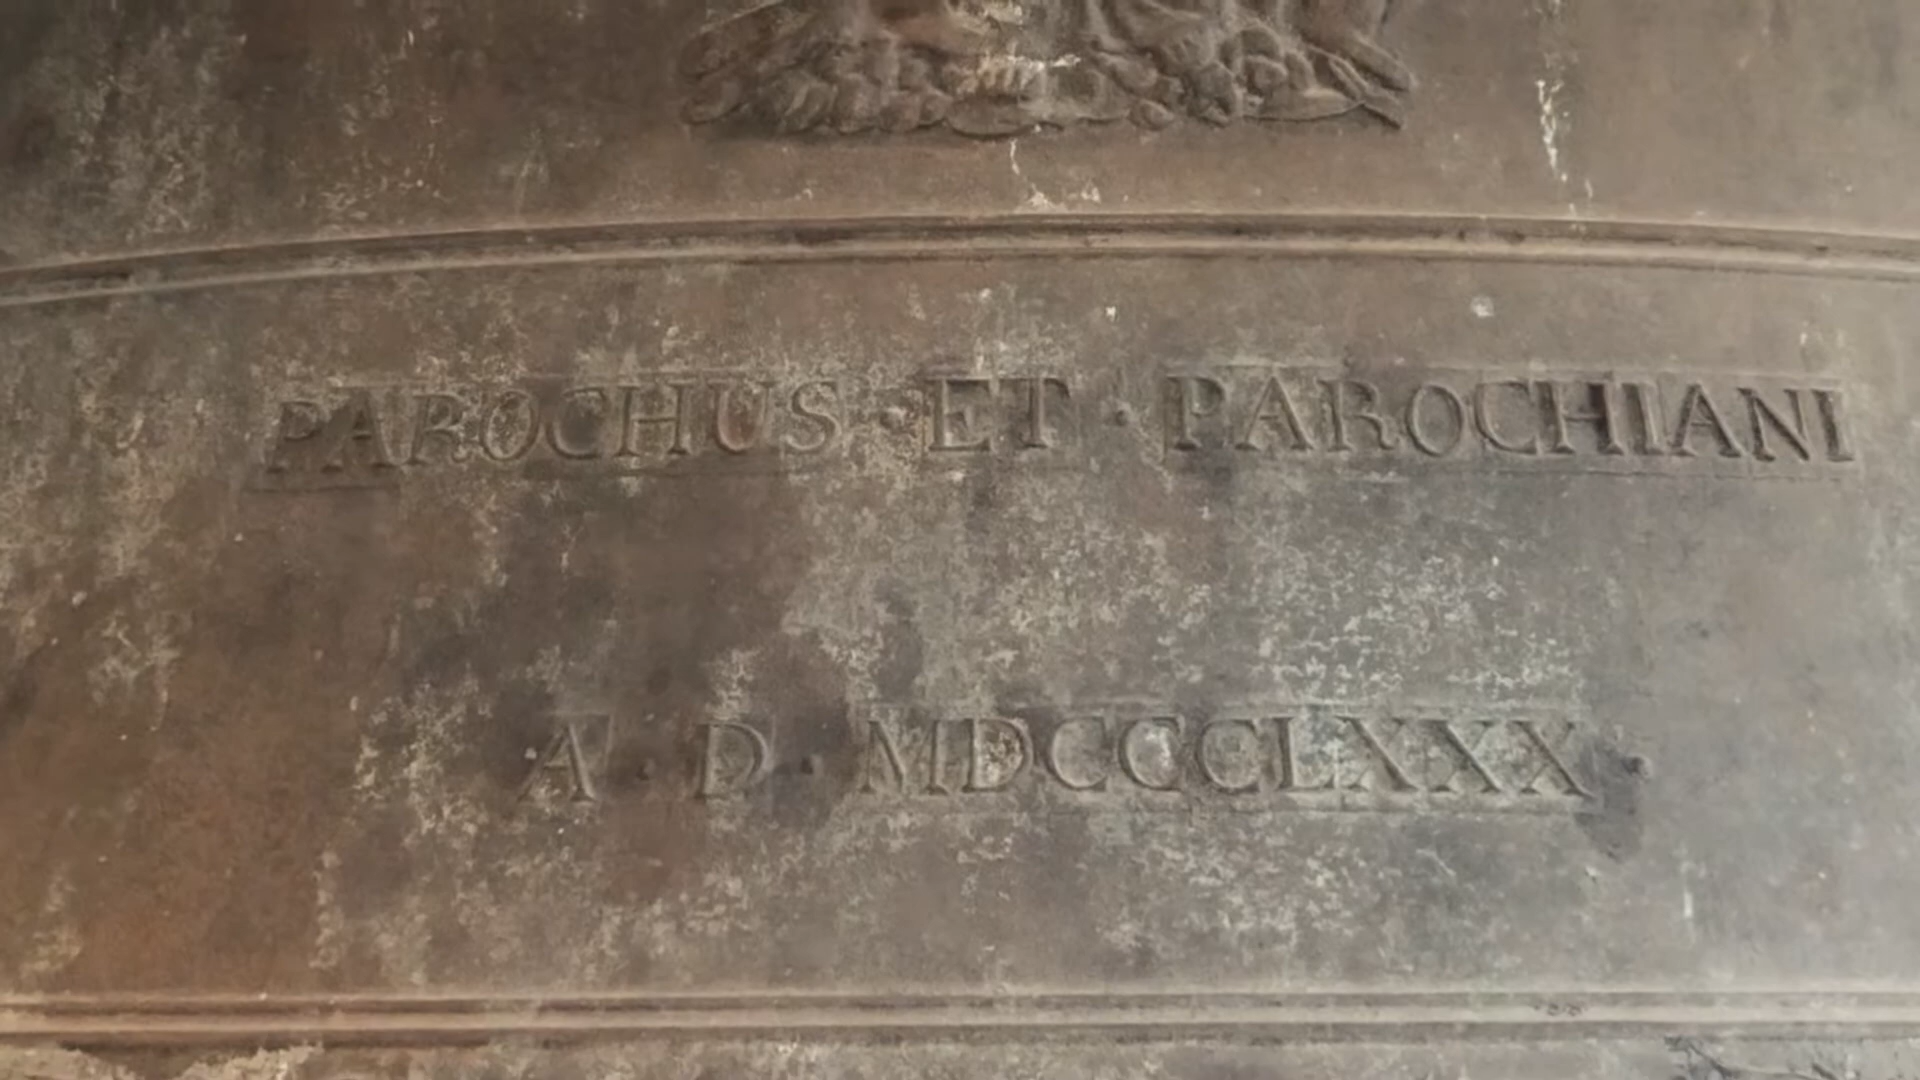 PAROCHUS · ET · PAROCHIANI
A · D · MDCCCLXXX ·